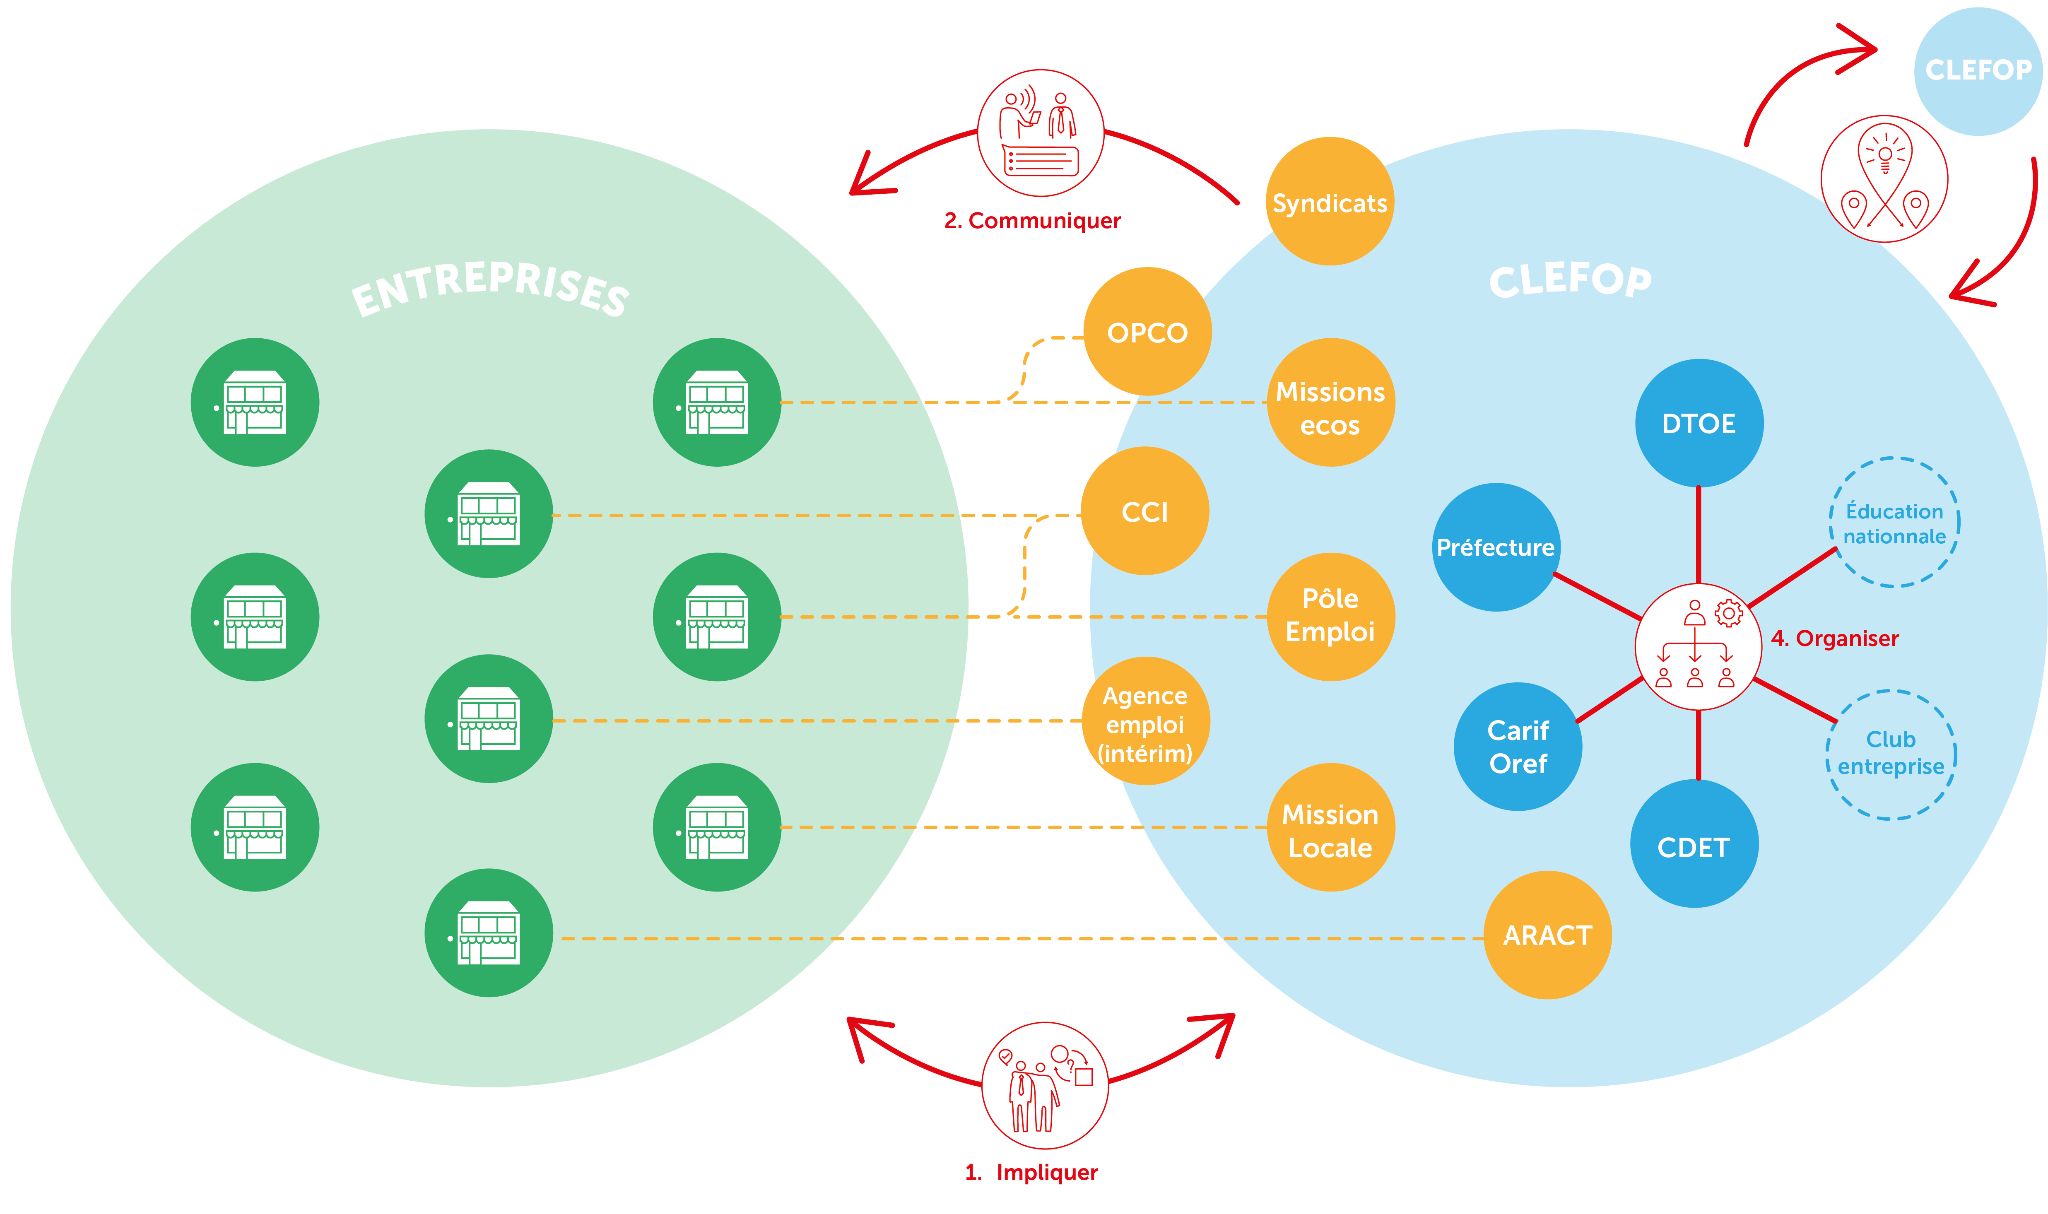 CLEFOP
2. Communiquer
Syndicats
ENTREPRISES
CLEFOP
OPCO
Missions
ecos
DTOE
CCI
Éducation
nationnale
Préfecture
Pôle
Emploi
4. Organiser
Agence
emploi
(intérim)
Carif
Oref
Club
entreprise
Mission
Locale
CDET
ARACT
1. Impliquer